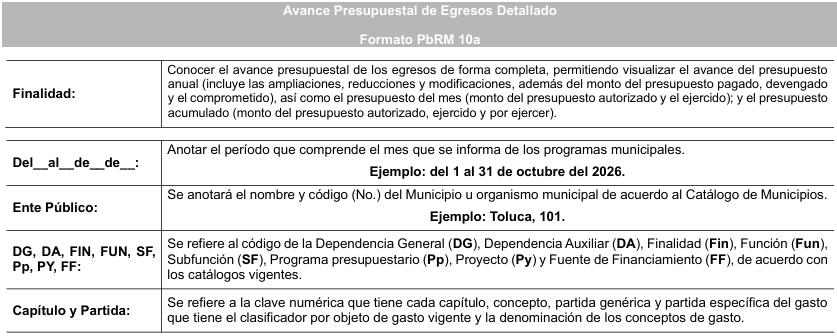 Avance Presupuestal de Egresos Detallado
Formato PbRM 10a
Finalidad:
Conocer el avance presupuestal de los egresos de forma completa, permitiendo visualizar el avance del presupuesto
anual (incluye las ampliaciones, reducciones y modificaciones, además del monto del presupuesto pagado, devengado
y el comprometido), así como el presupuesto del mes (monto del presupuesto autorizado y el ejercido); y el presupuesto
acumulado (monto del presupuesto autorizado, ejercido y por ejercer).
Del__al__de__de__:
Anotar el período que comprende el mes que se informa de los programas municipales.
Ejemplo: del 1 al 31 de octubre del 2026.
Ente Público:
Se anotará el nombre y código (No.) del Municipio u organismo municipal de acuerdo al Catálogo de Municipios.
Ejemplo: Toluca, 101.
DG, DA, FIN, FUN, SF,
Pp, PY, FF:
Se refiere al código de la Dependencia General (DG), Dependencia Auxiliar (DA), Finalidad (Fin), Función (Fun),
Subfunción (SF), Programa presupuestario (Pp), Proyecto (Py) y Fuente de Financiamiento (FF), de acuerdo con
los catálogos vigentes.
Capítulo y Partida:
Se refiere a la clave numérica que tiene cada capítulo, concepto, partida genérica y partida específica del gasto
que tiene el clasificador por objeto de gasto vigente y la denominación de los conceptos de gasto.